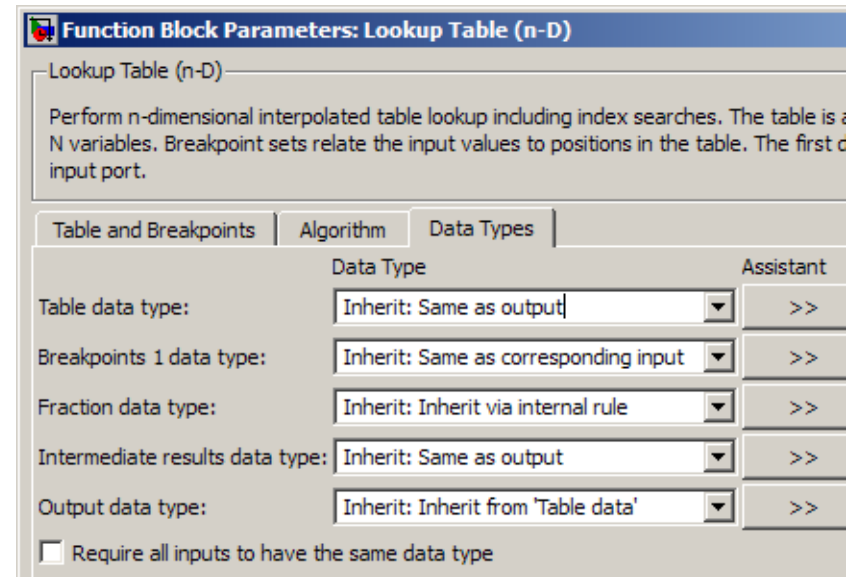 Function Block Parameters: Lookup Table (n-D)
Lookup Table (n-D)
Perform n-dimensional interpolated table lookup including index searches. The table is a
N variables. Breakpoint sets relate the input values to positions in the table. The first d
input port.
Table and Breakpoints Algorithm Data Types
Data Type Assistant
Table data type: Inherit: Same as output >>
Breakpoints 1 data type: Inherit: Same as corresponding input >>
Fraction data type: Inherit: Inherit via internal rule >>
Intermediate results data type: Inherit: Same as output >>
Output data type: Inherit: Inherit from 'Table data' >>
Require all inputs to have the same data type